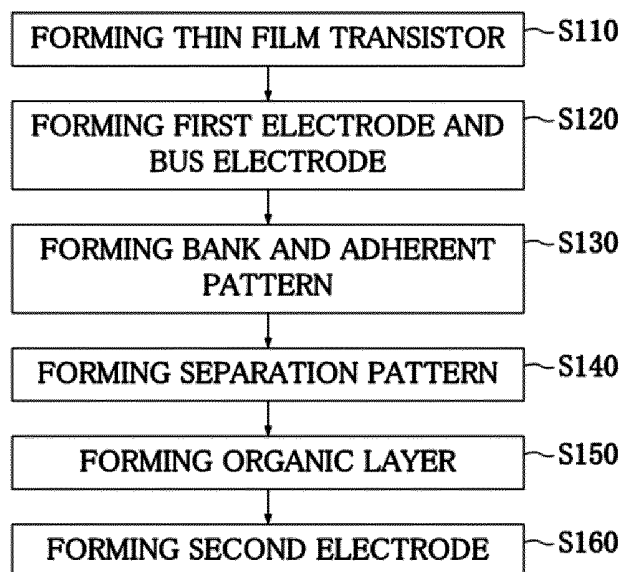 FORMING THIN FILM TRANSISTOR
S110
FORMING FIRST ELECTRODE AND
BUS ELECTRODE
S120
FORMING BANK AND ADHERENT
PATTERN
S130
FORMING SEPARATION PATTERN
S140
FORMING ORGANIC LAYER
S150
FORMING SECOND ELECTRODE
S160